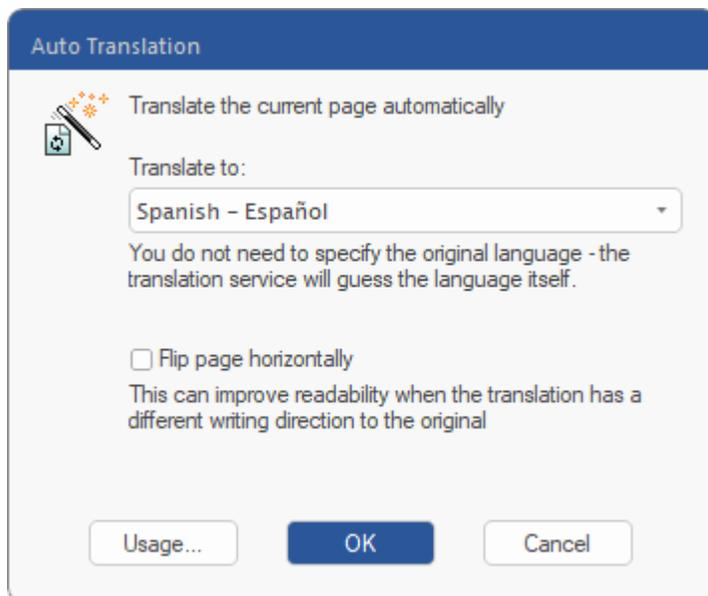 Auto Translation
Translate the current page automatically
Translate to:
Spanish – Español
You do not need to specify the original language - the
translation service will guess the language itself.
Flip page horizontally
This can improve readability when the translation has a
different writing direction to the original
Usage...
OK
Cancel